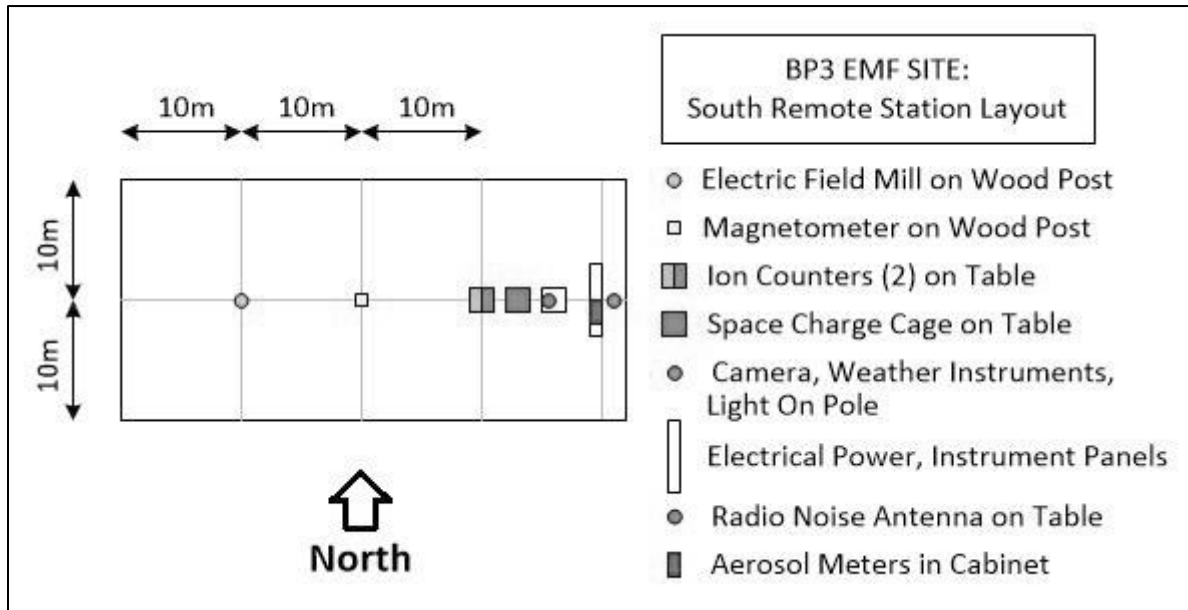 BP3 EMF SITE:
South Remote Station Layout
10m
10m
10m
10m
10m
North
Electric Field Mill on Wood Post
Magnetometer on Wood Post
Ion Counters (2) on Table
Space Charge Cage on Table
Camera, Weather Instruments,
Light On Pole
Electrical Power, Instrument Panels
Radio Noise Antenna on Table
Aerosol Meters in Cabinet